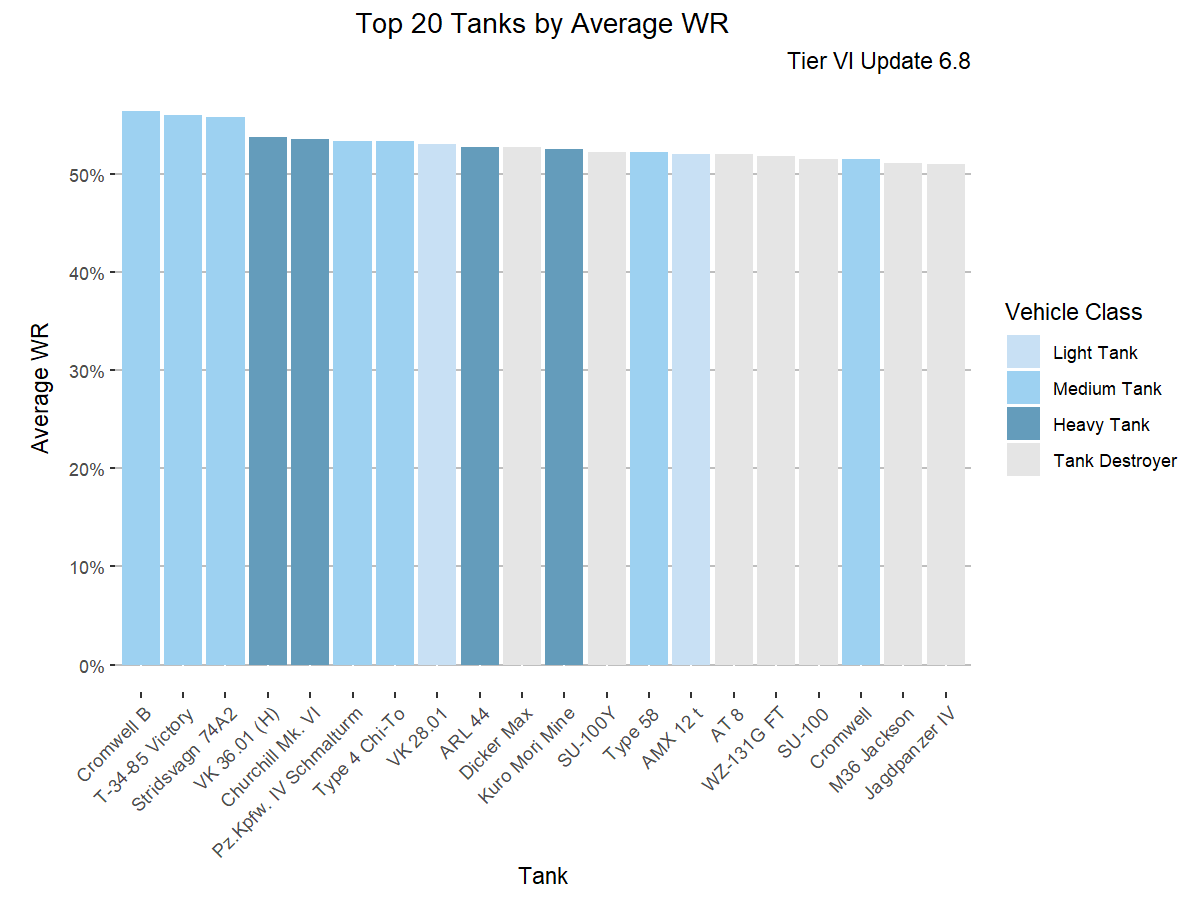 Top 20 Tanks by Average WR
Tier VI Update 6.8
Average WR
50%
40%
30%
20%
10%
0%
Cromwell B
T-34-85 Victory
Stridsvagn 74A2
VK 36.01 (H)
Churchill Mk. VI
Pz.Kpfw. IV Schmalturm
Type 4 Chi-To
VK 28.01
ARL 44
Dicker Max
Kuro Mori Mine
SU-100Y
Type 58
AMX 12 t
AT 8
WZ-131G FT
SU-100
Cromwell
M36 Jackson
Jagdpanzer IV
Tank
Vehicle Class
Light Tank
Medium Tank
Heavy Tank
Tank Destroyer